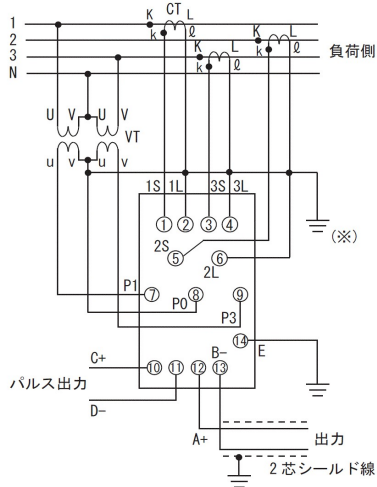 K CT L
1
K L
2
k ℓ
3
K L
k ℓ
負荷側
N
k ℓ
U V U V
VT
u v u v
1S 1L 3S 3L
① ② ③ ④
(※)
2S
⑤ ⑥
2L
P1 ⑦ ⑧ ⑨
P0
P3
⑭
E
B-
C+
⑩ ⑪ ⑫ ⑬
パルス出力
D-
A+
出力
2芯シールド線